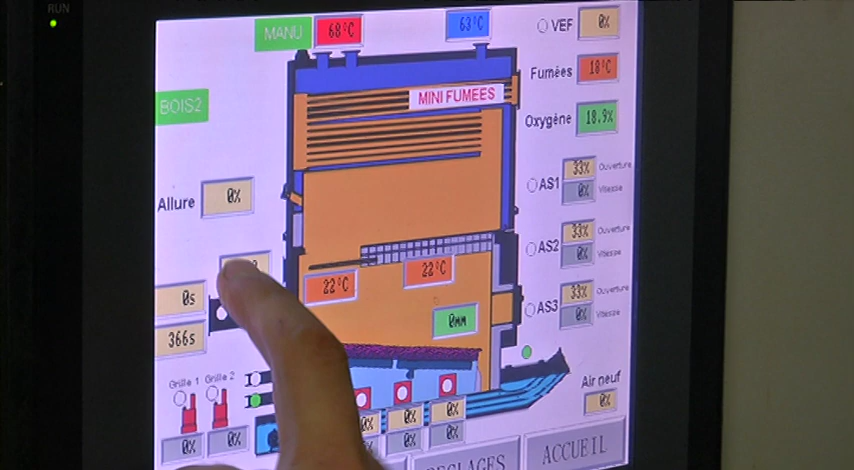 RUN
MANU
68°C
63°C
VEF
0%
Fumées
18°C
MINI FUMEES
BOIS2
Oxygène
18.9%
Allure
0%
AS1
33%
Ouverture
0%
Vitesse
AS2
33%
Ouverture
0%
Vitesse
22°C
22°C
0s
AS3
33%
Ouverture
0%
Vitesse
0mm
366s
Grille 1
Grille 2
Air neuf
0%
0%
0%
0%
0%
0%
0%
0%
REGLAGES
ACCUEIL